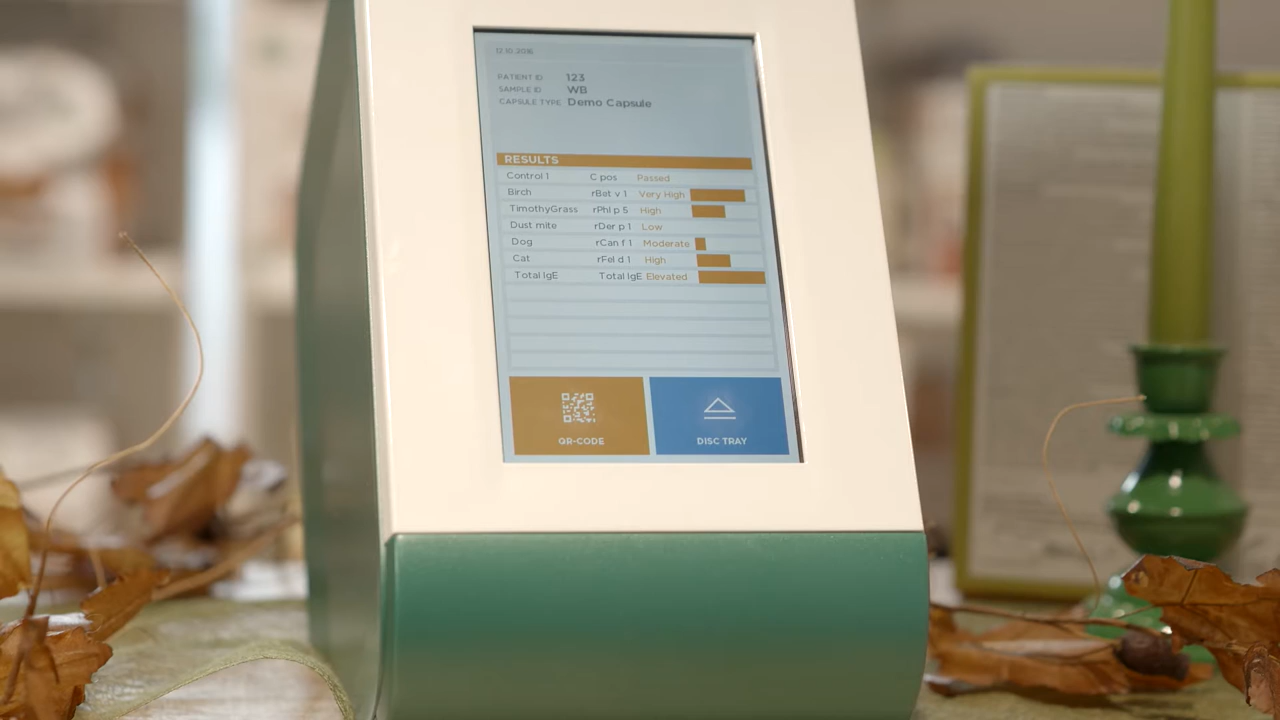 12.10.2016
PATIENT ID 123
SAMPLE ID WB
CAPSULE TYPE Demo Capsule
RESULTS
Control 1 C pos Passed
Birch rBet v 1 Very High
TimothyGrass rPhl p 5 High
Dust mite rDer p 1 Low
Dog rCan f 1 Moderate
Cat rFel d 1 High
Total IgE Total IgE Elevated
QR-CODE
DISC TRAY